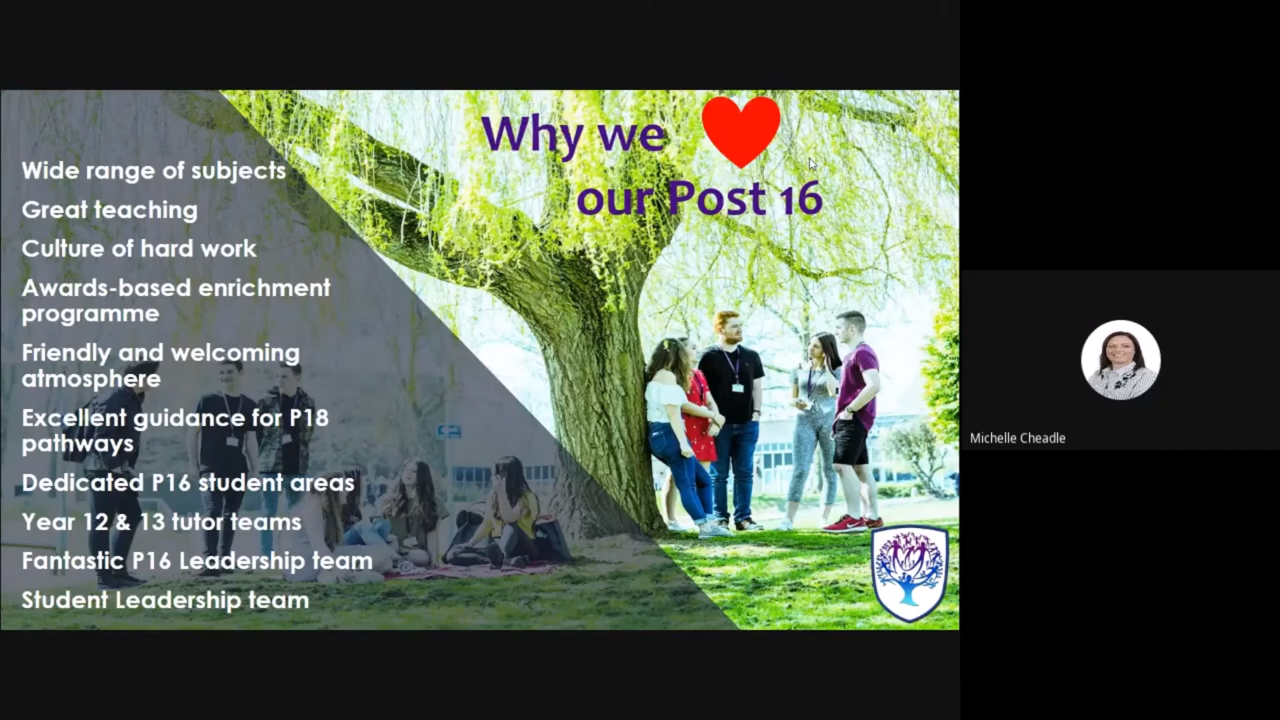 Why we
our Post 16
Wide range of subjects
Great teaching
Culture of hard work
Awards-based enrichment
programme
Friendly and welcoming
atmosphere
Excellent guidance for P18
pathways
Dedicated P16 student areas
Year 12 & 13 tutor teams
Fantastic P16 Leadership team
Student Leadership team
Michelle Cheadle